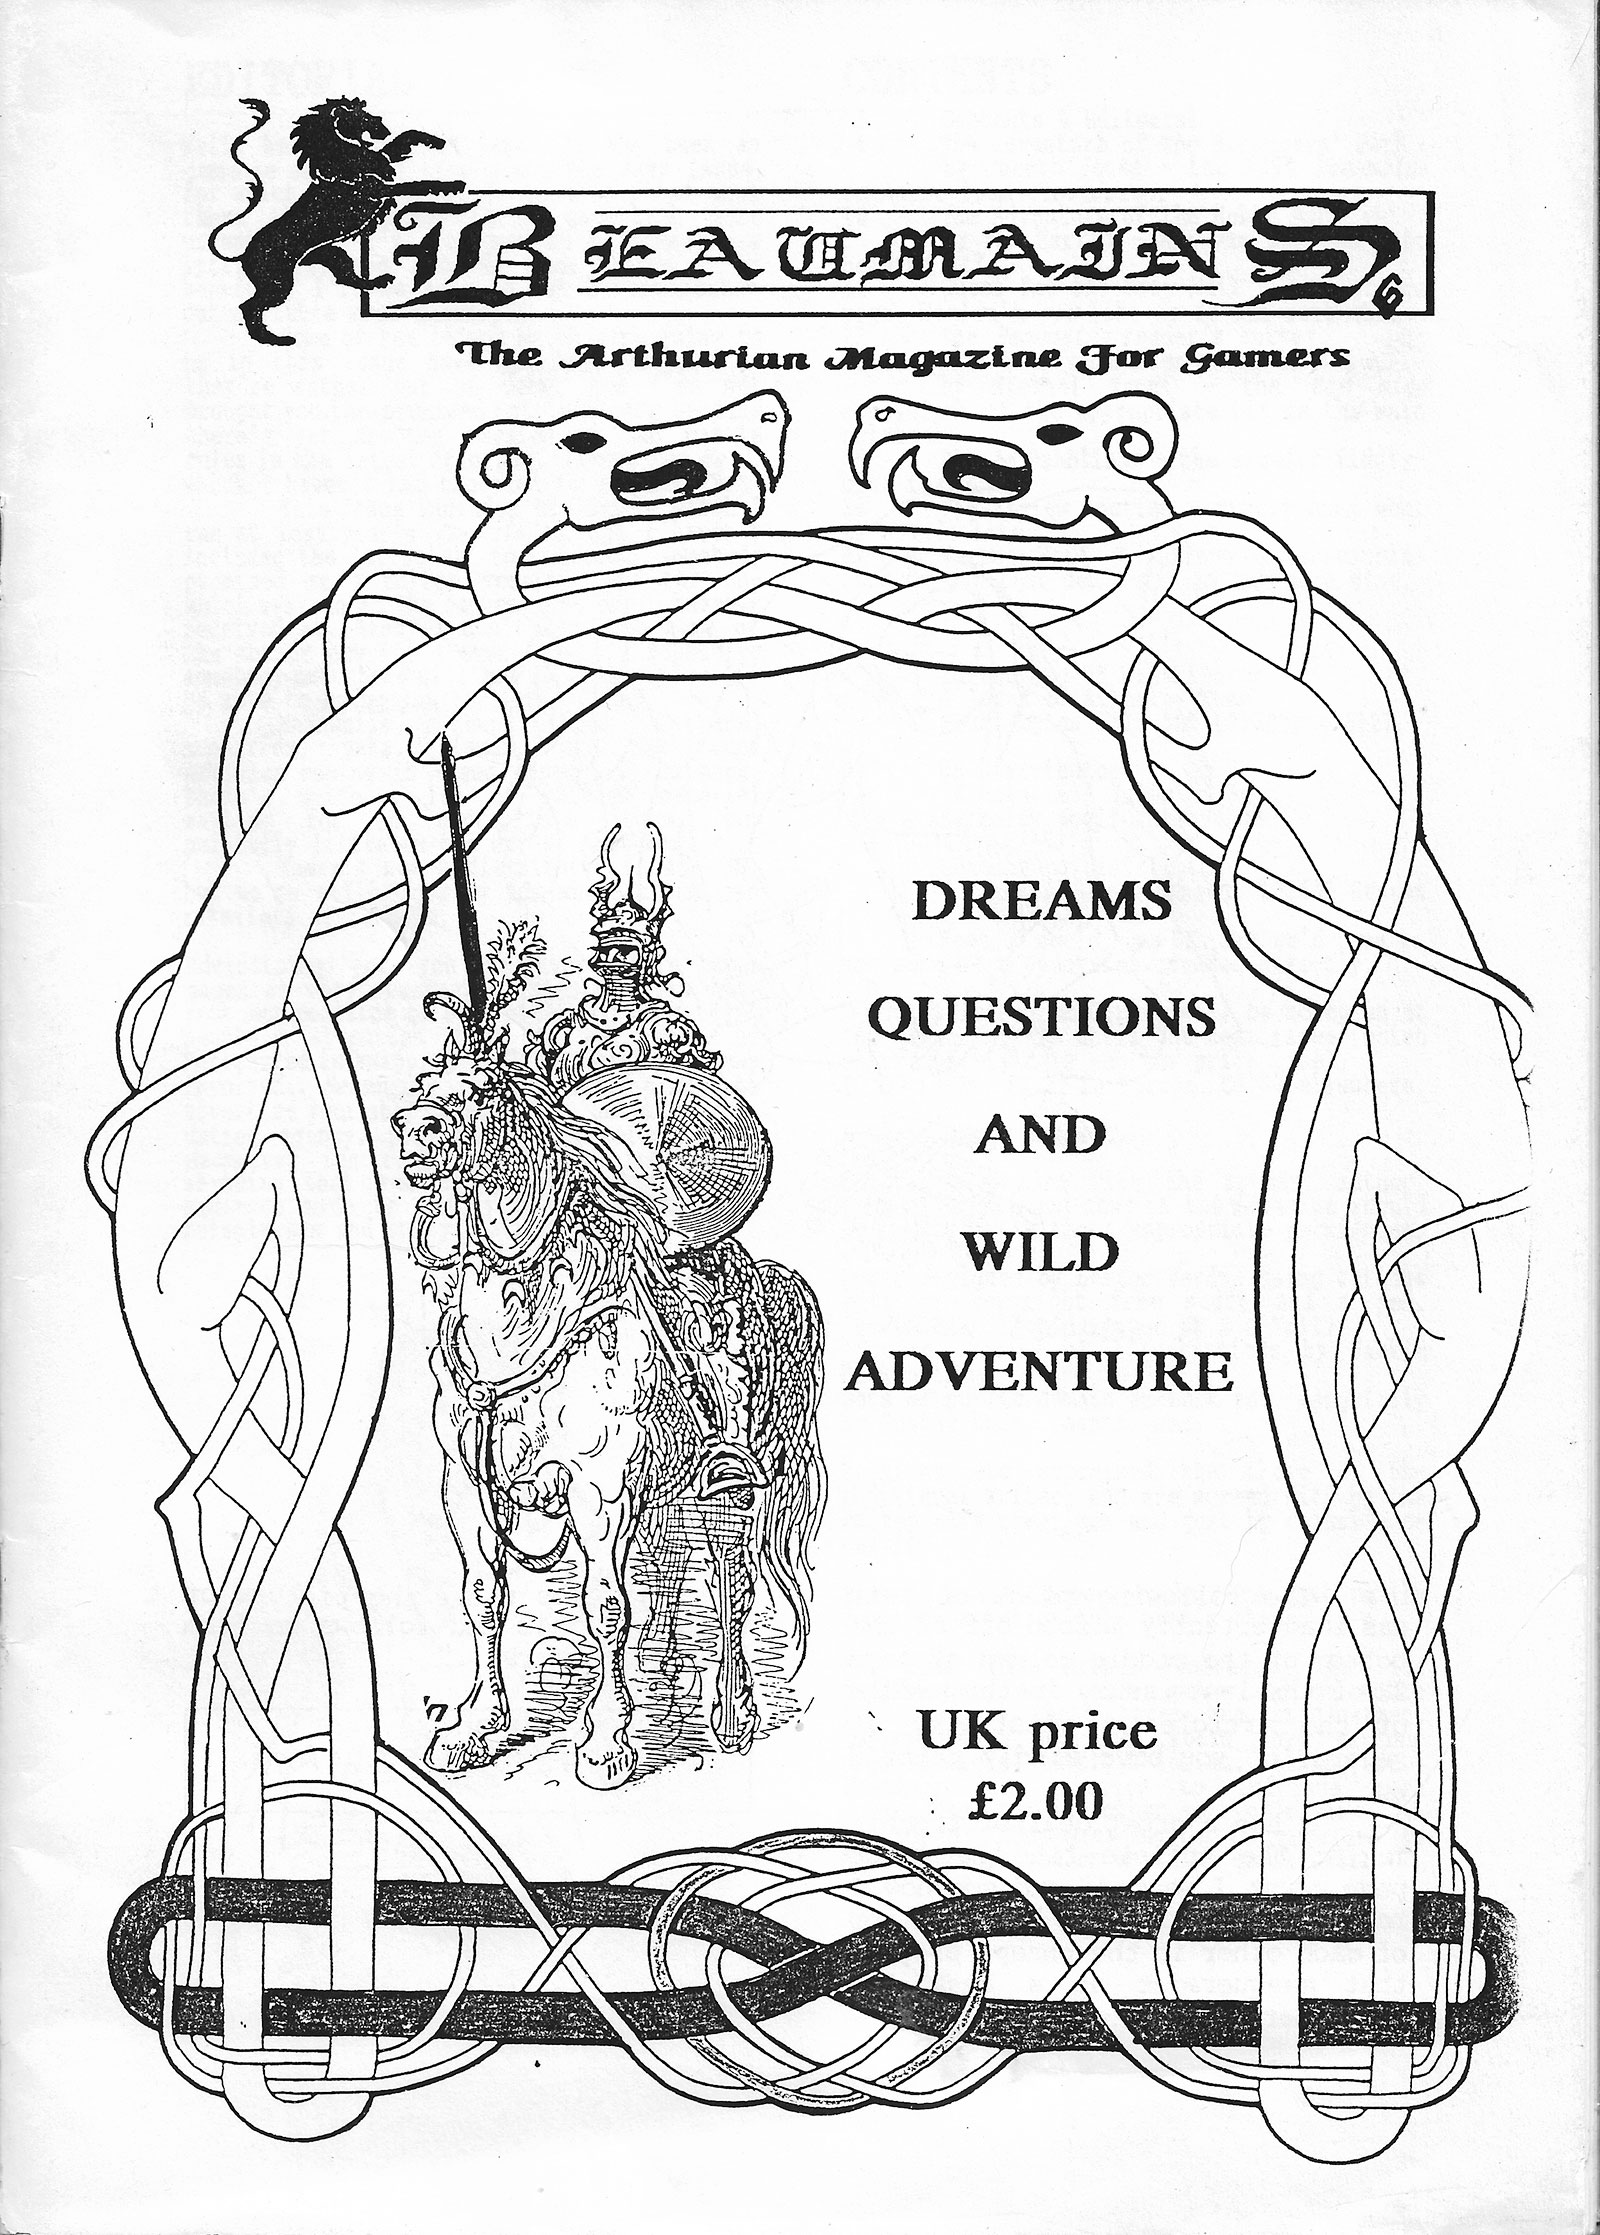 BEAUMAINS 6
The Arthurian Magazine For Gamers
DREAMS
QUESTIONS
AND
WILD
ADVENTURE
UK price
£2.00